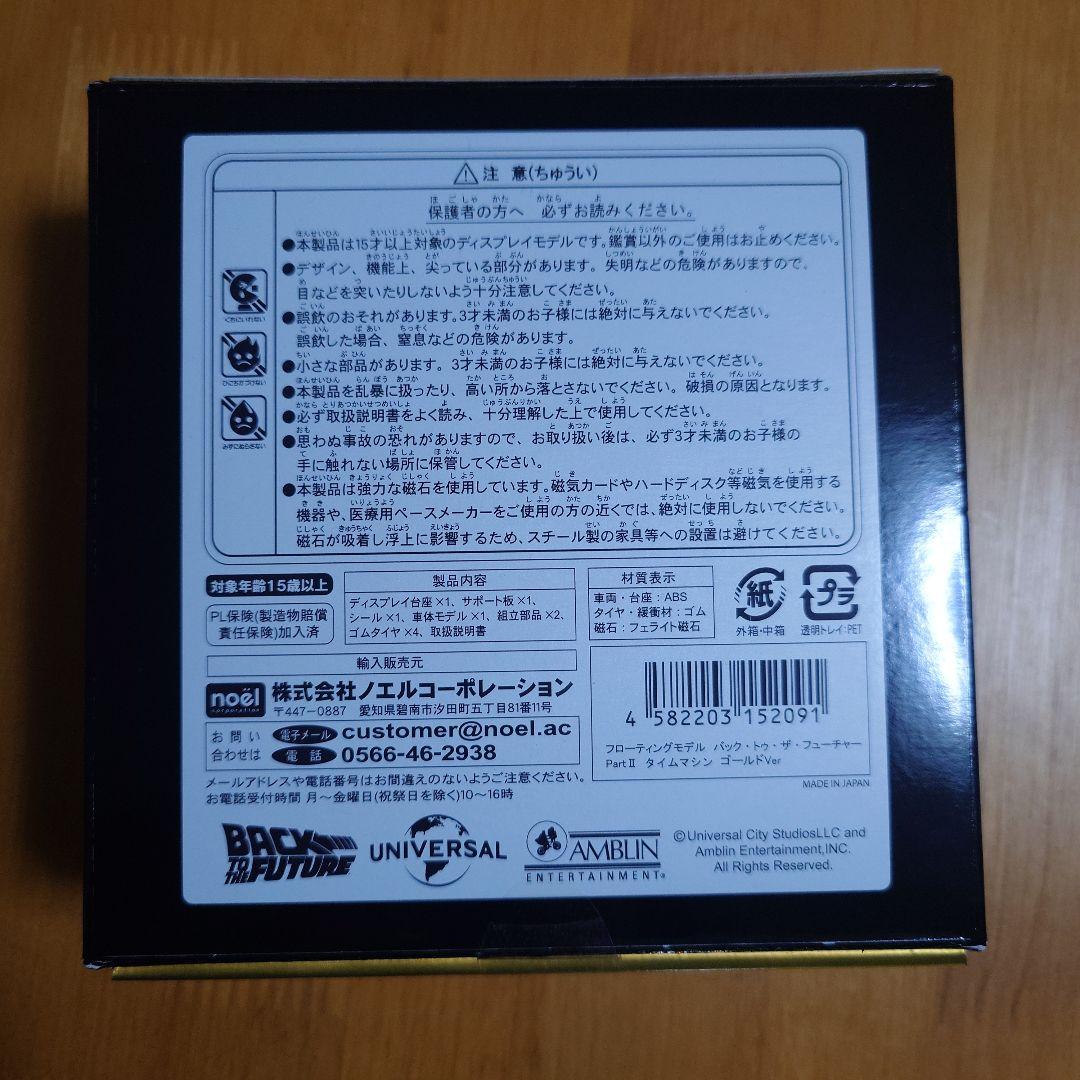 注 意(ちゅうい)
保護者の方へ 必ずお読みください。
●本製品は15才以上対象のディスプレイモデルです。鑑賞以外のご使用はお止めください。
●デザイン、機能上、尖っている部分があります。失明などの危険がありますので、
目などを突いたりしないよう十分注意してください。
●誤飲のおそれがあります。3才未満のお子様には絶対に与えないでください。
誤飲した場合、窒息などの危険があります。
●小さな部品があります。3才未満のお子様には絶対に与えないでください。
●本製品を乱暴に扱ったり、高い所から落とさないでください。破損の原因となります。
●必ず取扱説明書をよく読み、十分理解した上で使用してください。
●思わぬ事故の恐れがありますので、お取り扱い後は、必ず3才未満のお子様の
手に触れない場所に保管してください。
●本製品は強力な磁石を使用しています。磁気カードやハードディスク等磁気を使用する
機器や、医療用ペースメーカーをご使用の方の近くでは、絶対に使用しないでください。
磁石が吸着し浮上に影響するため、スチール製の家具等への設置は避けてください。
くちにいれない
ひにちかづけない
みずにぬらさない
対象年齢15歳以上
PL保険(製造物賠償
責任保険)加入済
製品内容
ディスプレイ台座×1、サポート板×1、
シール×1、車体モデル×1、組立部品×2、
ゴムタイヤ×4、取扱説明書
材質表示
車両・台座：ABS
タイヤ・緩衝材：ゴム
磁石：フェライト磁石
紙
外箱・中箱
プラ
透明トレイ:PET
輸入販売元
noël
corporation
株式会社ノエルコーポレーション
〒447-0887 愛知県碧南市汐田町五丁目81番11号
お問い
合わせは
電子メール customer@noel.ac
電話 0566-46-2938
メールアドレスや電話番号はお間違えのないようご注意ください。
お電話受付時間 月～金曜日(祝祭日を除く)10～16時
4 582203 152091
フローティングモデル バック・トゥ・ザ・フューチャー
PartⅡ タイムマシン ゴールドVer
MADE IN JAPAN
BACK
TO THE FUTURE
UNIVERSAL
AMBLIN
ENTERTAINMENT®
©Universal City StudiosLLC and
Amblin Entertainment,INC.
All Rights Reserved.